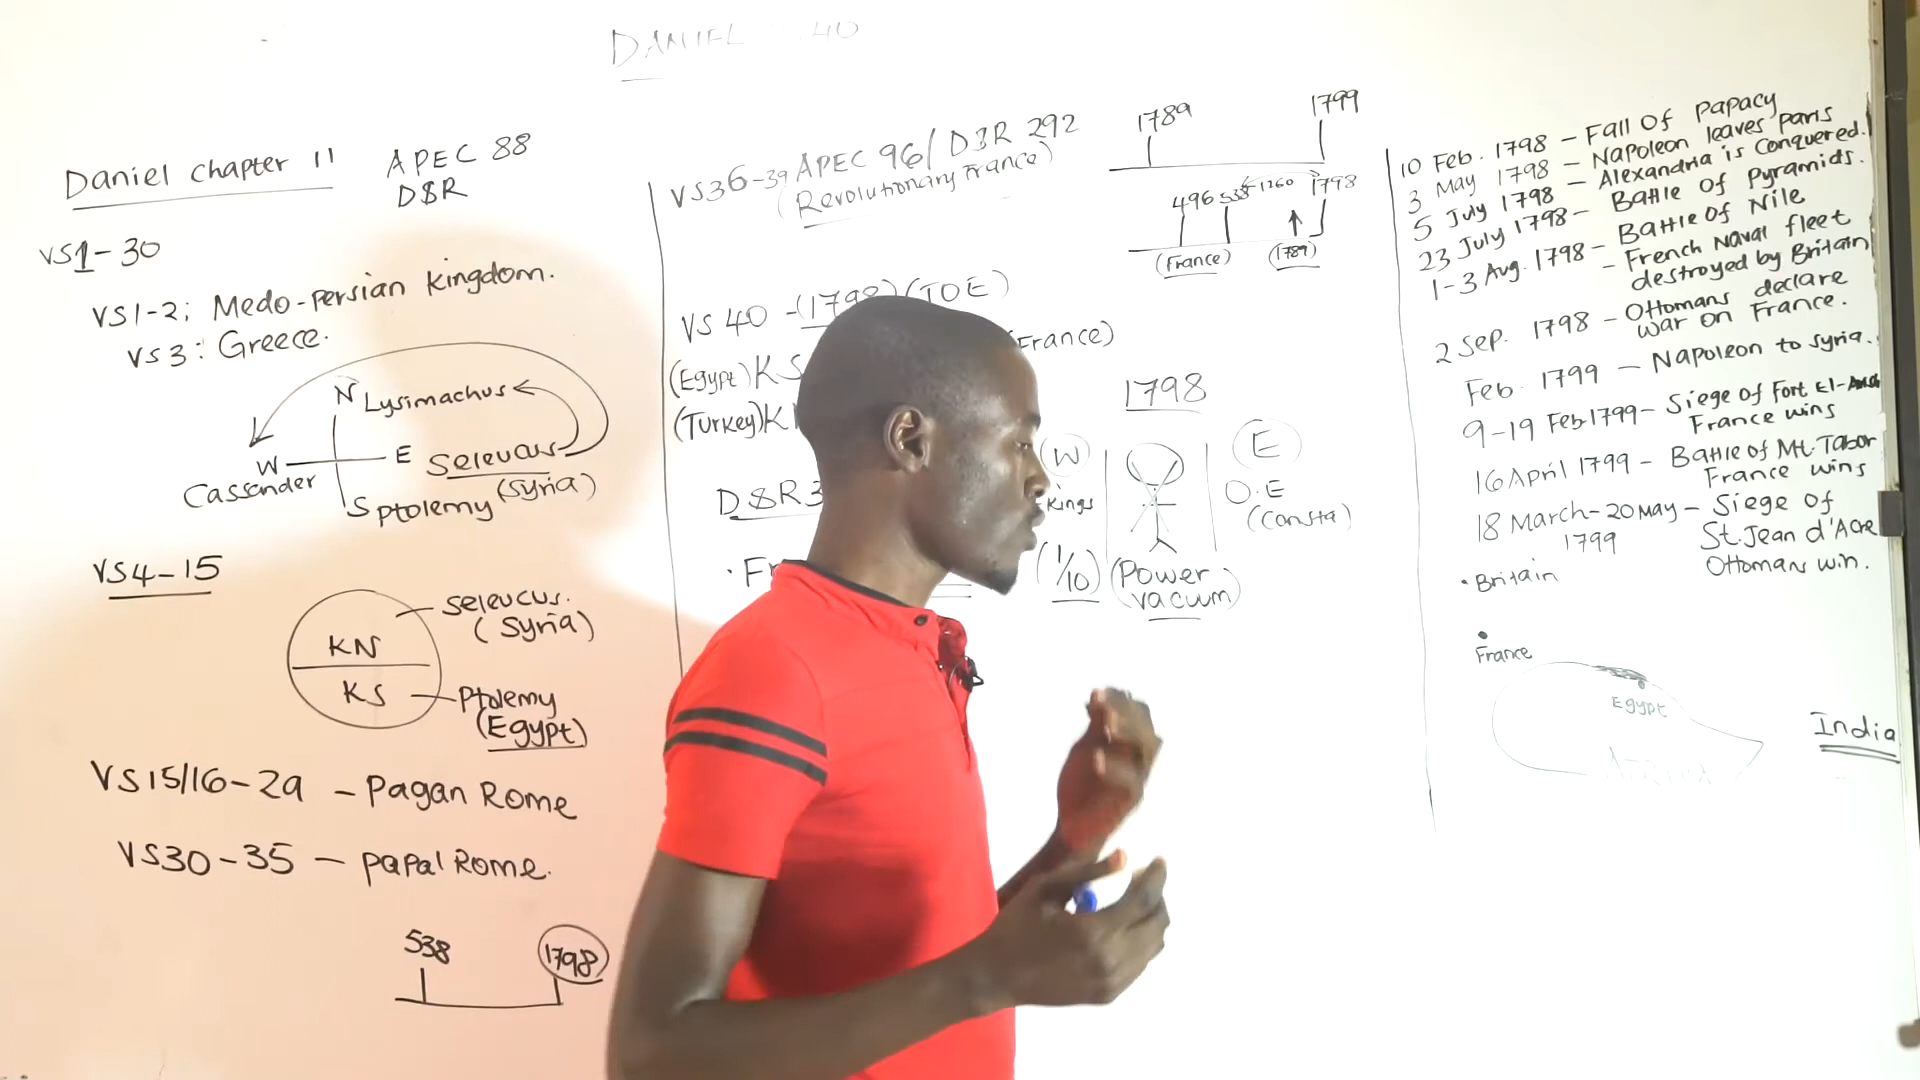 DANIEL 40
Daniel chapter 11
APEC 88
D&R
VS1-30
VS1-2; Medo-persian kingdom.
VS3: Greece.
N Lysimachus
W E Seleucus
Cassander
(Syria)
S ptolemy
VS4-15
KN
Seleucus.
(Syria)
KS
Ptolemy
(Egypt)
VS15/16-29 - Pagan Rome
VS30-35 - papal Rome.
538 1798
VS36-39 APEC 96/ D&R 292
(Revolutionary France)
1789 1799
496 538 1260 1798
(France) (1789)
VS 40 -(1798)(TOE)
(Egypt) KS
France)
(Turkey) K
D&R 3
1798
W
kings
(1/10)
(Power
vacuum)
E
O.E
(Consta)
10 Feb. 1798 - Fall Of Papacy
3 May 1798 - Napoleon leaves paris
5 July 1798 - Alexandria is conquered.
23 July 1798 - Battle Of Pyramids.
1-3 Aug. 1798 - Battle Of Nile
- French Naval fleet
destroyed by Britain
2 Sep. 1798 - Ottomans declare
war on France.
Feb. 1799 - Napoleon to Syria.
9-19 Feb 1799 - Siege of Fort El-
France wins
16 April 1799 - Battle of Mt. Tabor
France wins
18 March-20 May - Siege of
1799 St. Jean d'Acre
Ottomans win.
• Britain
France
Egypt
India